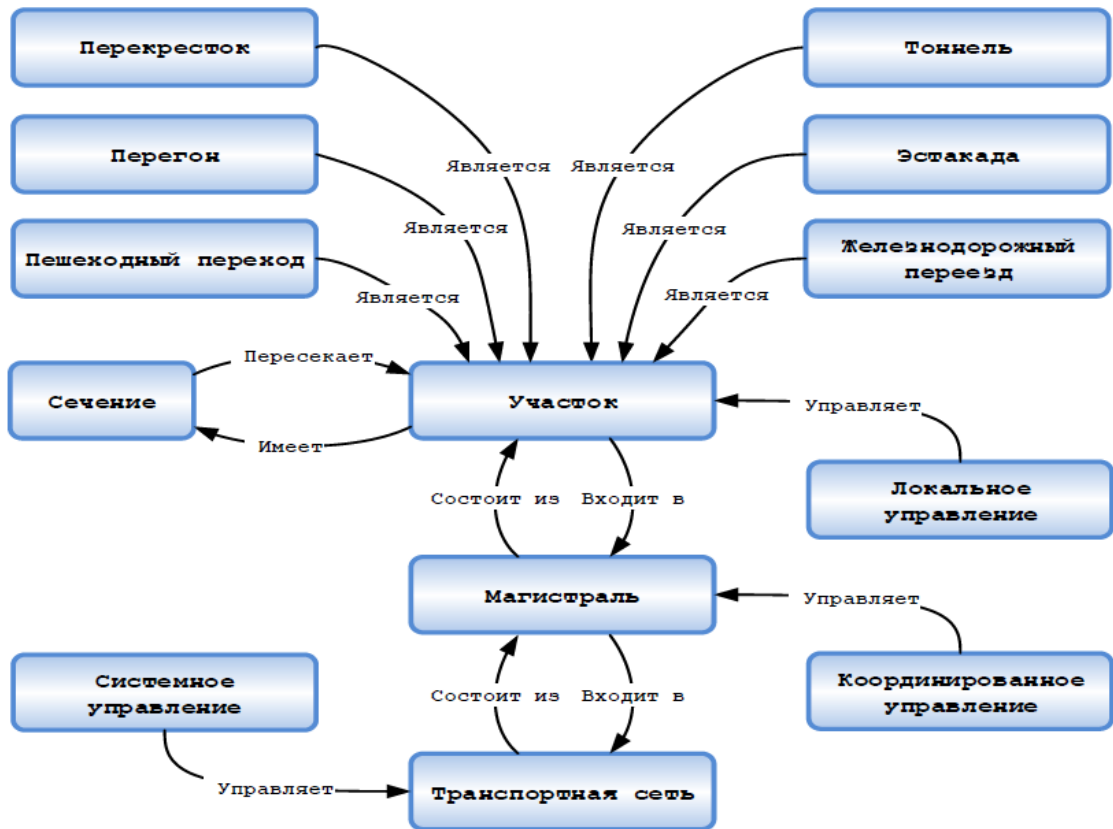 Перекресток
Тоннель
Перегон
Эстакада
Является
Является
Пешеходный переход
Железнодорожный
переезд
Является
Является
Является
Является
Пересекает
Сечение
Участок
Управляет
Имеет
Локальное
управление
Состоит из
Входит в
Магистраль
Управляет
Системное
управление
Координированное
управление
Состоит из
Входит в
Управляет
Транспортная сеть